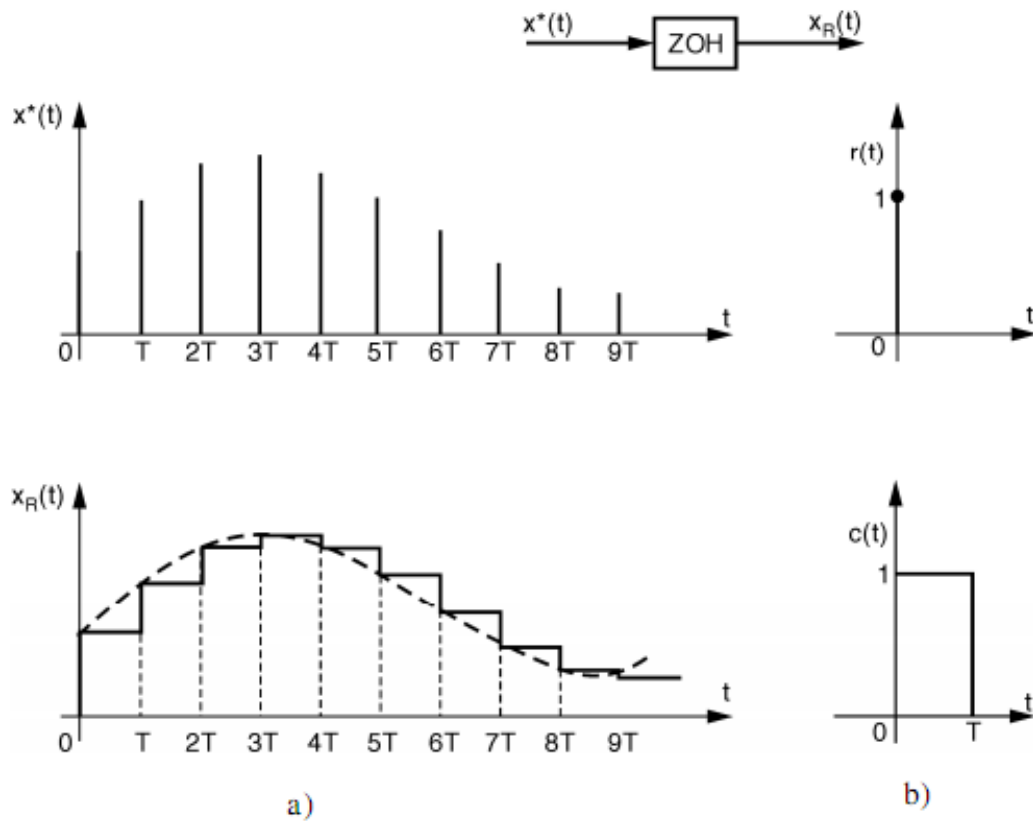 x*(t) ZOH x_R(t)
x*(t)
t
0 T 2T 3T 4T 5T 6T 7T 8T 9T
r(t)
1
t
0
x_R(t)
t
0 T 2T 3T 4T 5T 6T 7T 8T 9T
c(t)
1
t
0 T
a)
b)